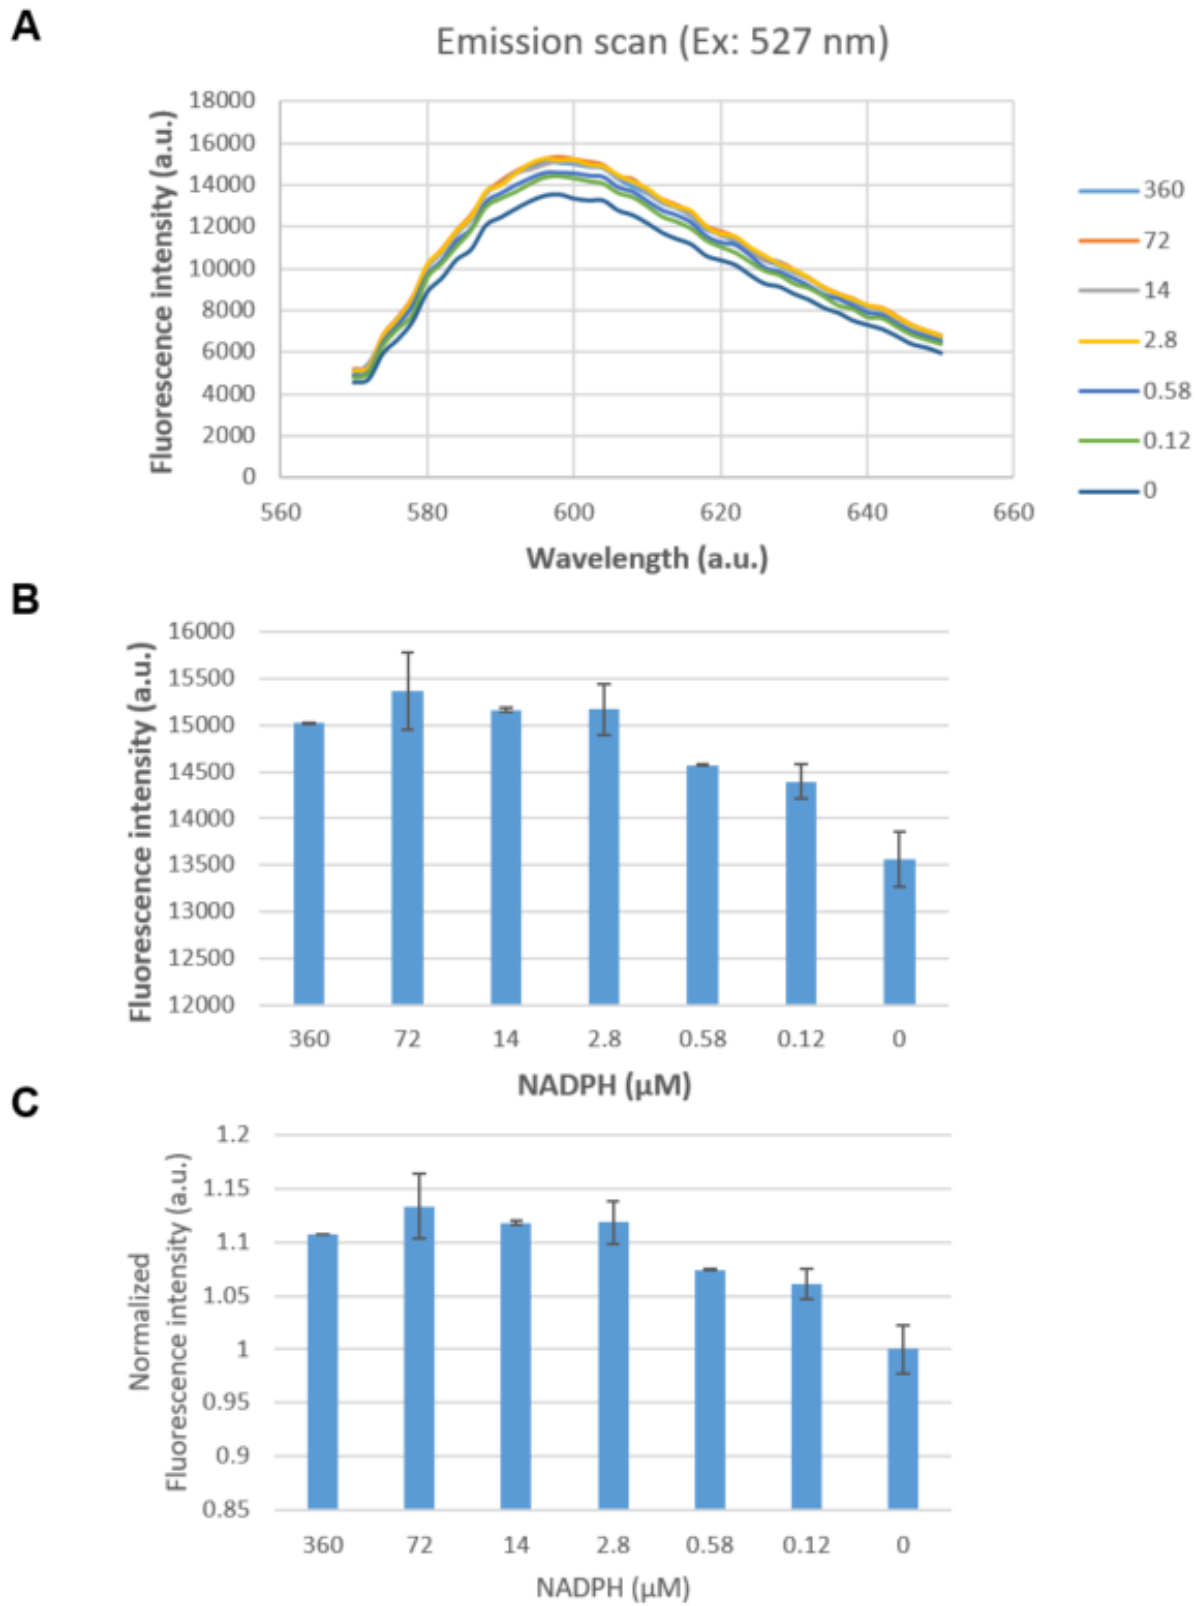 A
Emission scan (Ex: 527 nm)
Fluorescence intensity (a.u.)
18000
16000
14000
12000
10000
8000
6000
4000
2000
0
560 580 600 620 640 660
Wavelength (a.u.)
360
72
14
2.8
0.58
0.12
0
B
Fluorescence intensity (a.u.)
16000
15500
15000
14500
14000
13500
13000
12500
12000
360 72 14 2.8 0.58 0.12 0
NADPH (μM)
C
Normalized
Fluorescence intensity (a.u.)
1.2
1.15
1.1
1.05
1
0.95
0.9
0.85
360 72 14 2.8 0.58 0.12 0
NADPH (μM)